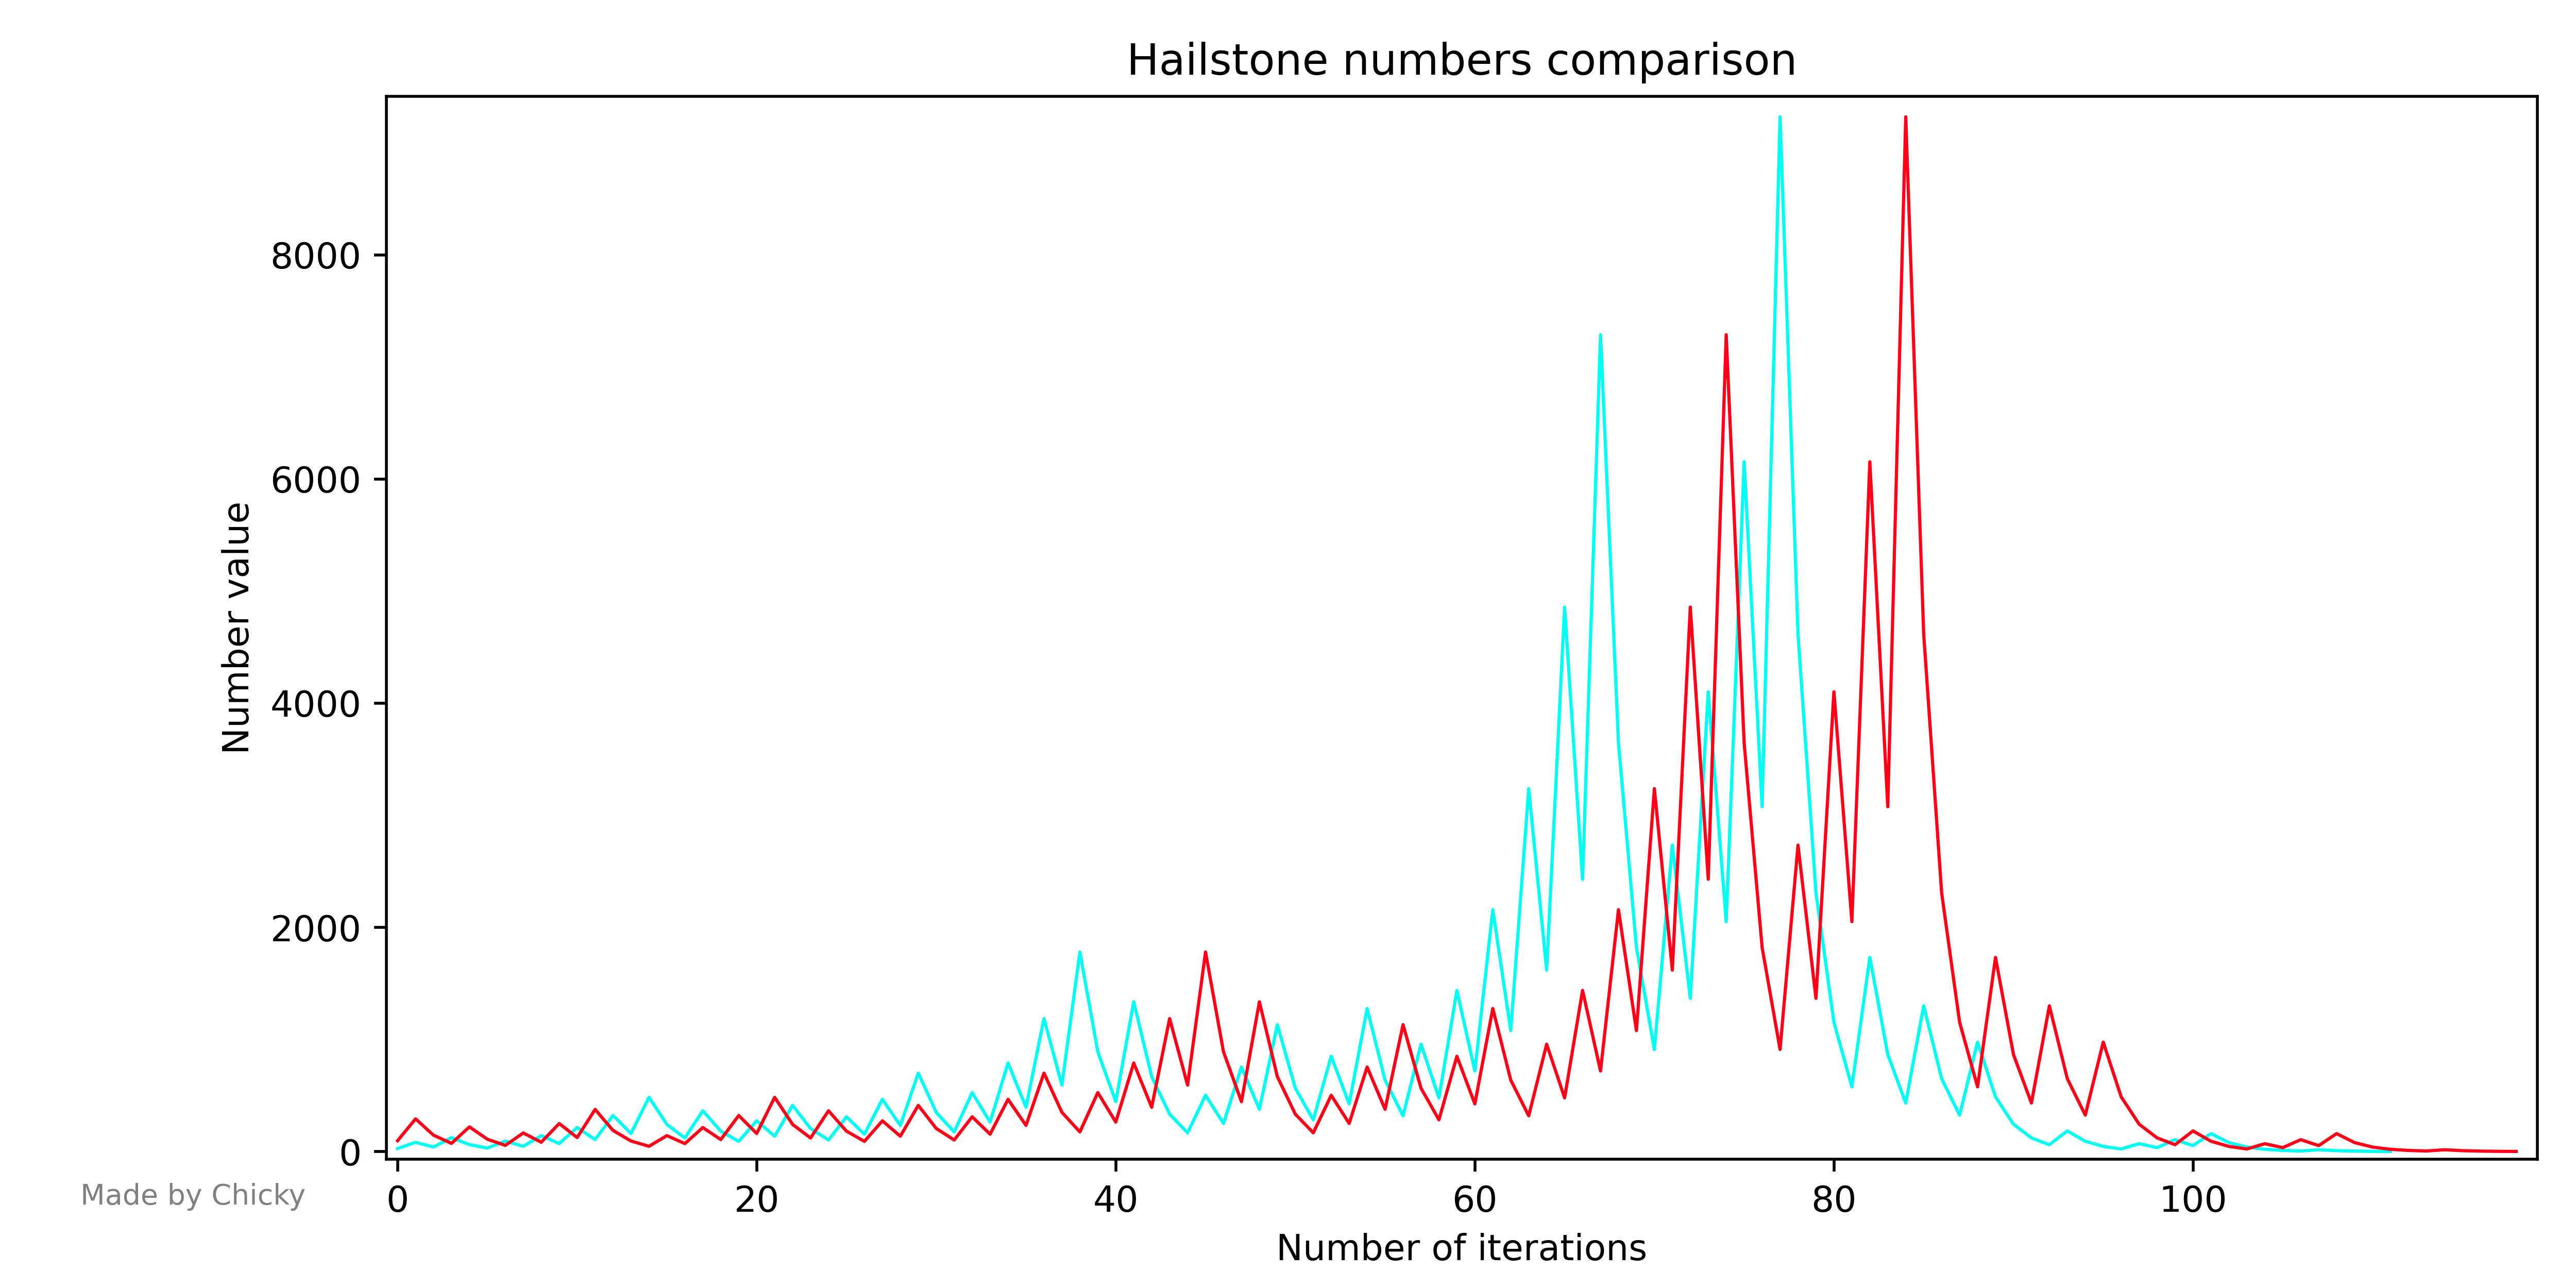 Hailstone numbers comparison
Number value
8000
6000
4000
2000
0
0 20 40 60 80 100
Number of iterations
Made by Chicky